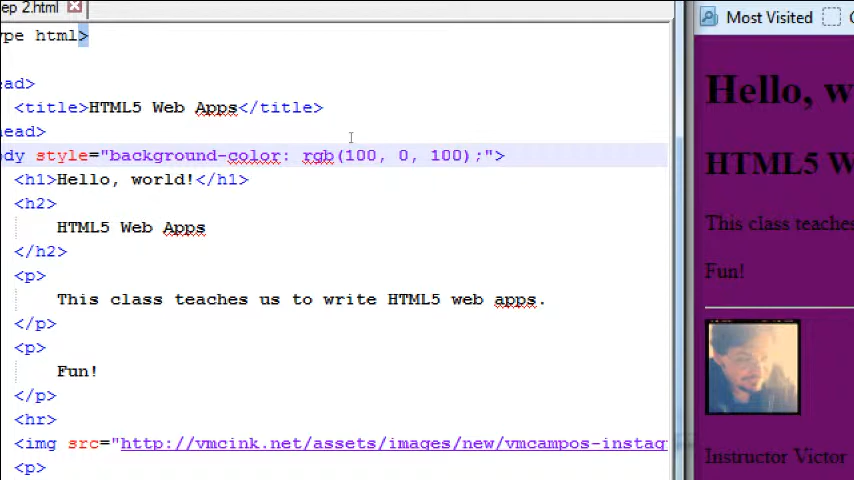 ep 2.html
ype html>
ead>
<title>HTML5 Web Apps</title>
ead>
ody style="background-color: rgb(100, 0, 100);">
<h1>Hello, world!</h1>
<h2>
HTML5 Web Apps
</h2>
<p>
This class teaches us to write HTML5 web apps.
</p>
<p>
Fun!
</p>
<hr>
<img src="http://vmcink.net/assets/images/new/vmcampos-instag
<p>
Most Visited
Hello, w
HTML5 W
This class teaches
Fun!
Instructor Victor